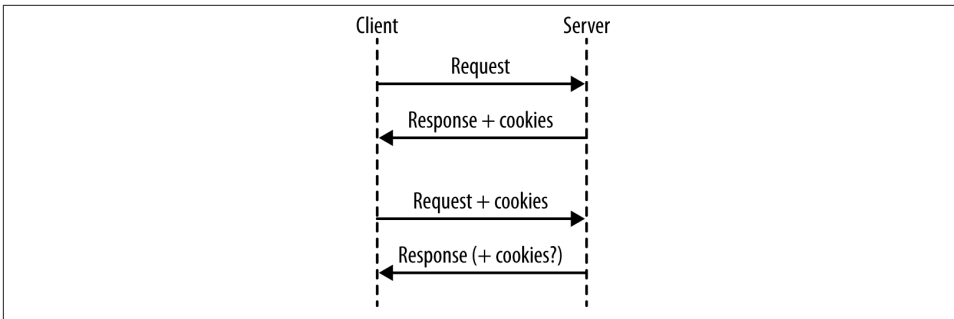 Client Server
Request
Response + cookies
Request + cookies
Response (+ cookies?)